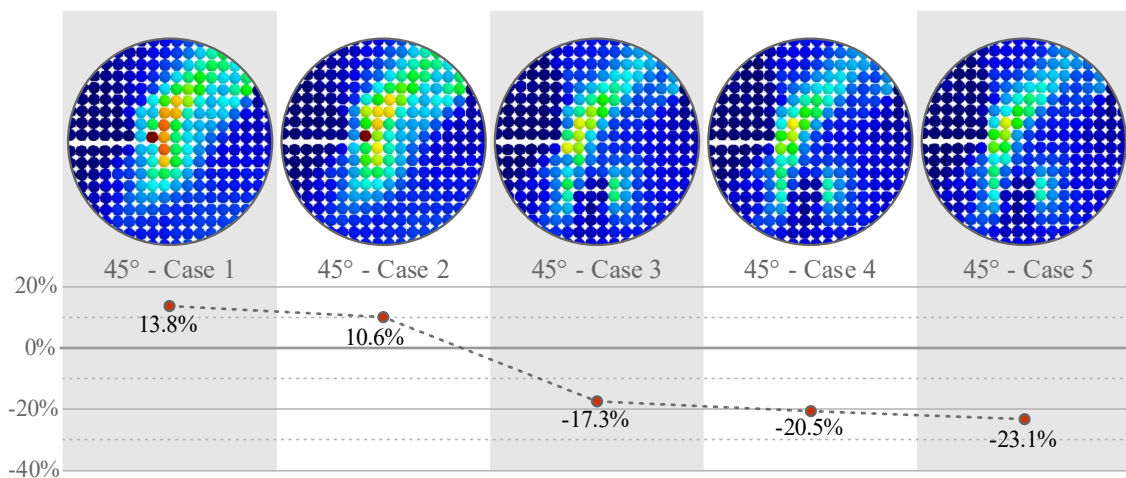 45° - Case 1
45° - Case 2
45° - Case 3
45° - Case 4
45° - Case 5
20%
13.8%
10.6%
0%
-20%
-17.3%
-20.5%
-23.1%
-40%